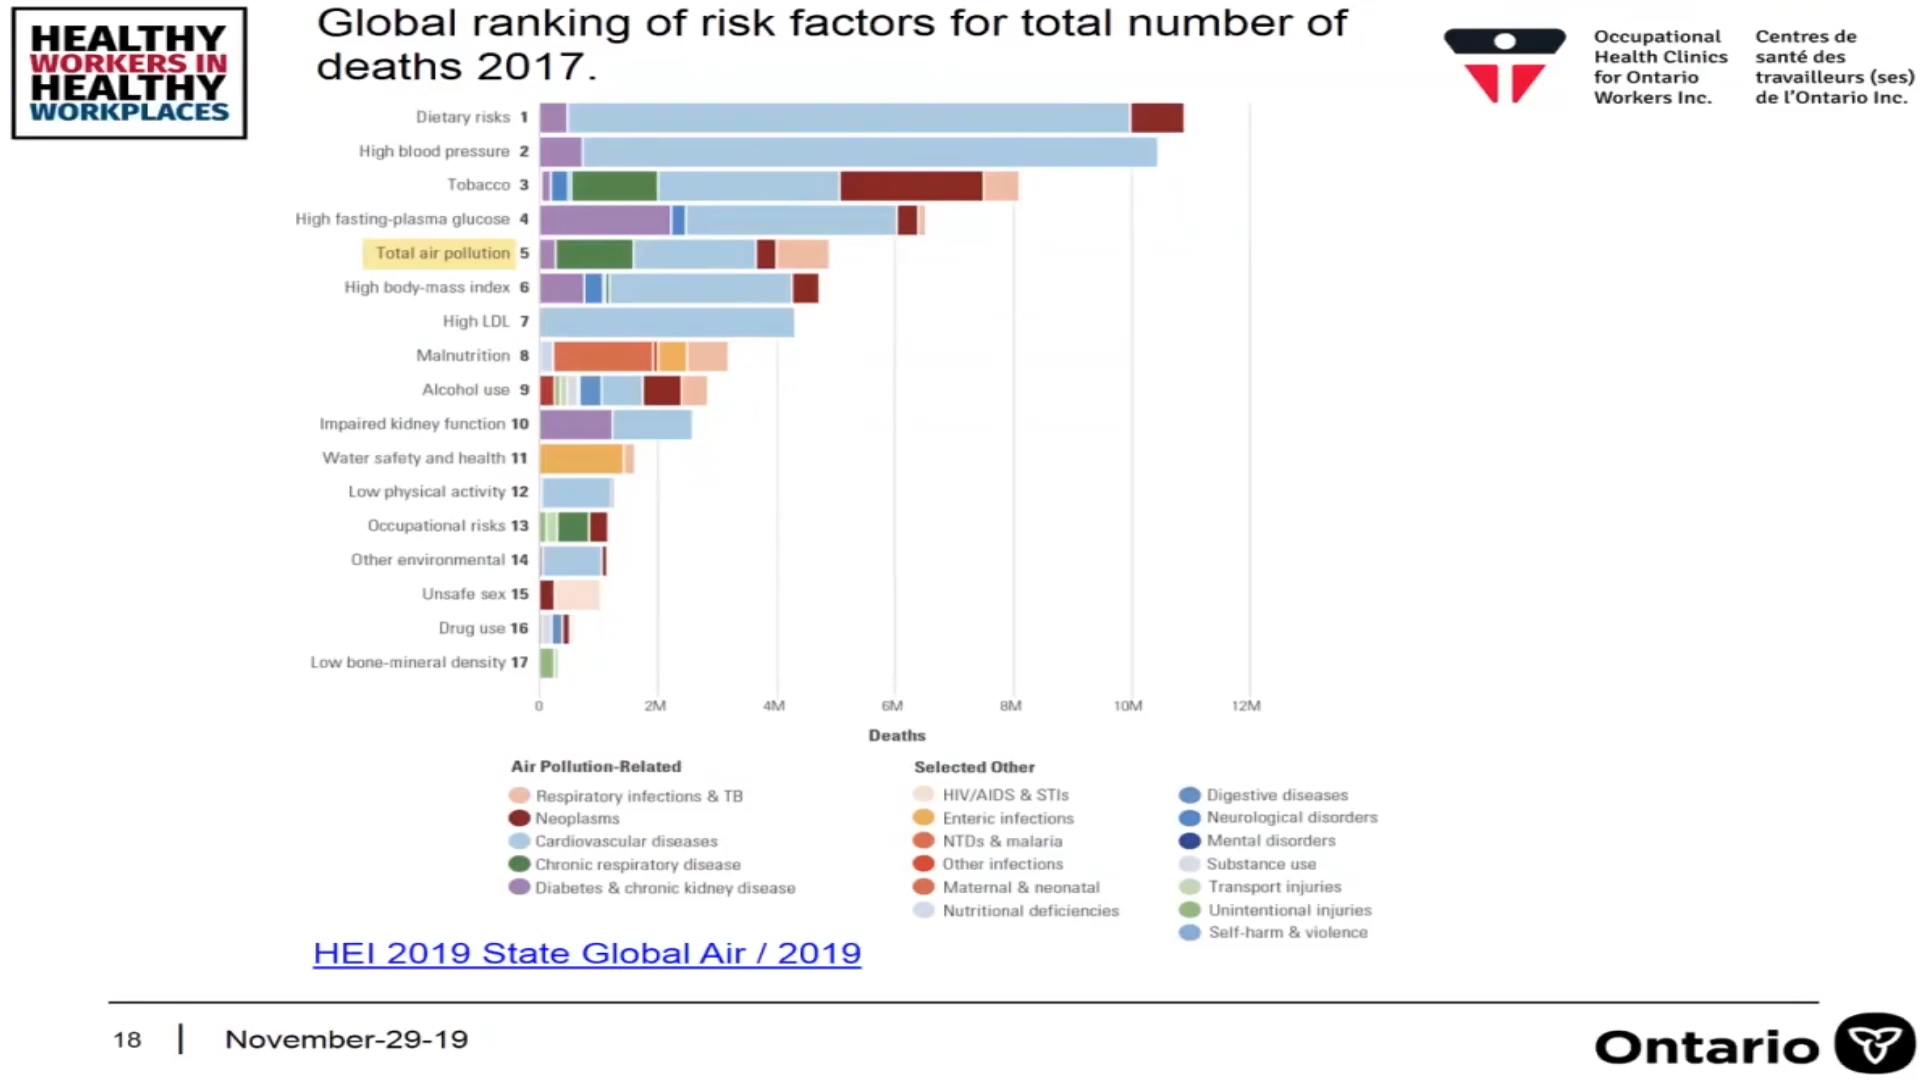 HEALTHY
WORKERS IN
HEALTHY
WORKPLACES
Global ranking of risk factors for total number of
deaths 2017.
Occupational
Health Clinics
for Ontario
Workers Inc.
Centres de
santé des
travailleurs (ses)
de l'Ontario Inc.
Dietary risks 1
High blood pressure 2
Tobacco 3
High fasting-plasma glucose 4
Total air pollution 5
High body-mass index 6
High LDL 7
Malnutrition 8
Alcohol use 9
Impaired kidney function 10
Water safety and health 11
Low physical activity 12
Occupational risks 13
Other environmental 14
Unsafe sex 15
Drug use 16
Low bone-mineral density 17
0 2M 4M 6M 8M 10M 12M
Deaths
Air Pollution-Related
Respiratory infections & TB
Neoplasms
Cardiovascular diseases
Chronic respiratory disease
Diabetes & chronic kidney disease
Selected Other
HIV/AIDS & STIs
Enteric infections
NTDs & malaria
Other infections
Maternal & neonatal
Nutritional deficiencies
Digestive diseases
Neurological disorders
Mental disorders
Substance use
Transport injuries
Unintentional injuries
Self-harm & violence
HEI 2019 State Global Air / 2019
18 | November-29-19
Ontario